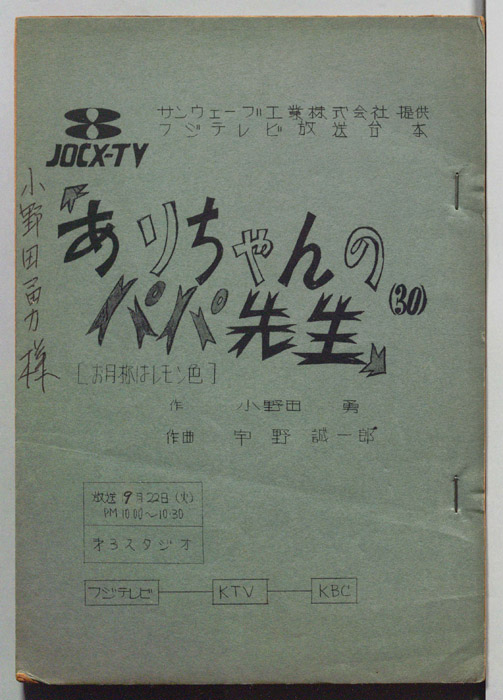 サンウェーブ工業株式会社 提供
フジテレビ放送台本
JOCX-TV
小野田勇様
『ありちゃんの
パパ先生』(30)
[お月様はレモン色]
作 小野田 勇
作曲 宇野誠一郎
放送 9月22日(火)
PM 10.00〜10.30
オ3スタジオ
フジテレビ KTV KBC